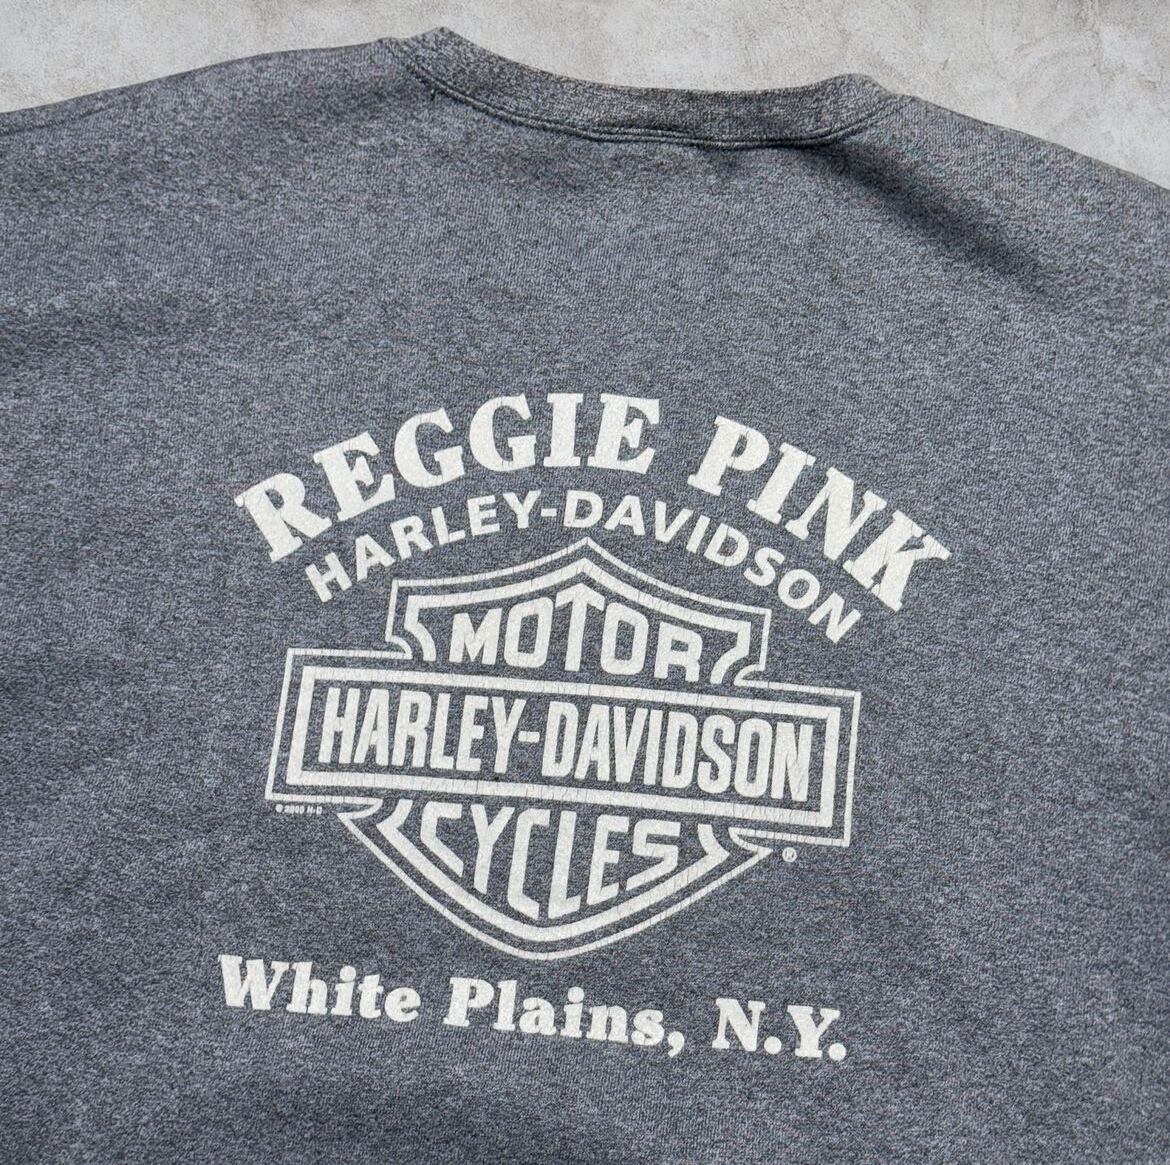 REGGIE PINK
HARLEY-DAVIDSON
MOTOR
HARLEY-DAVIDSON
CYCLES
®
White Plains, N.Y.